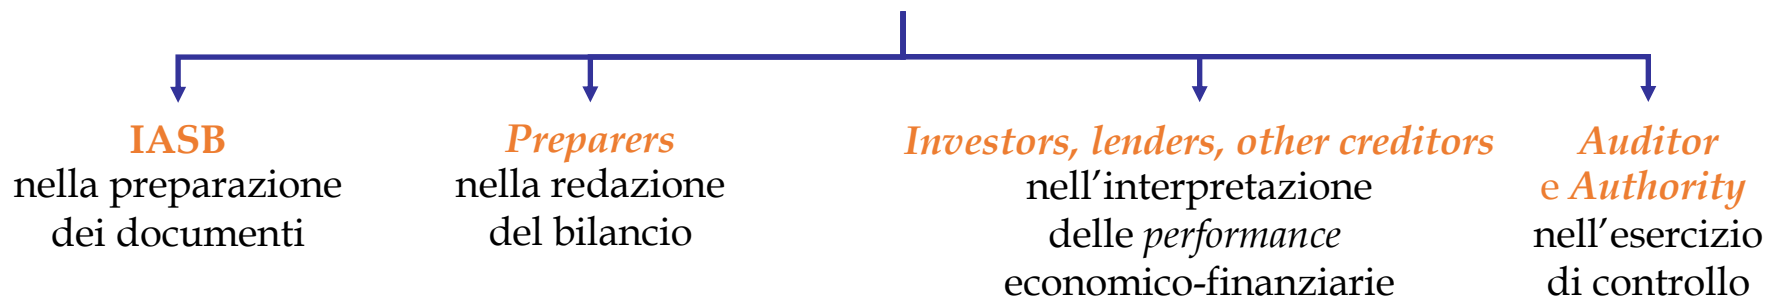 IASB
nella preparazione
dei documenti
Preparers
nella redazione
del bilancio
Investors, lenders, other creditors
nell’interpretazione
delle performance
economico-finanziarie
Auditor
e Authority
nell’esercizio
di controllo